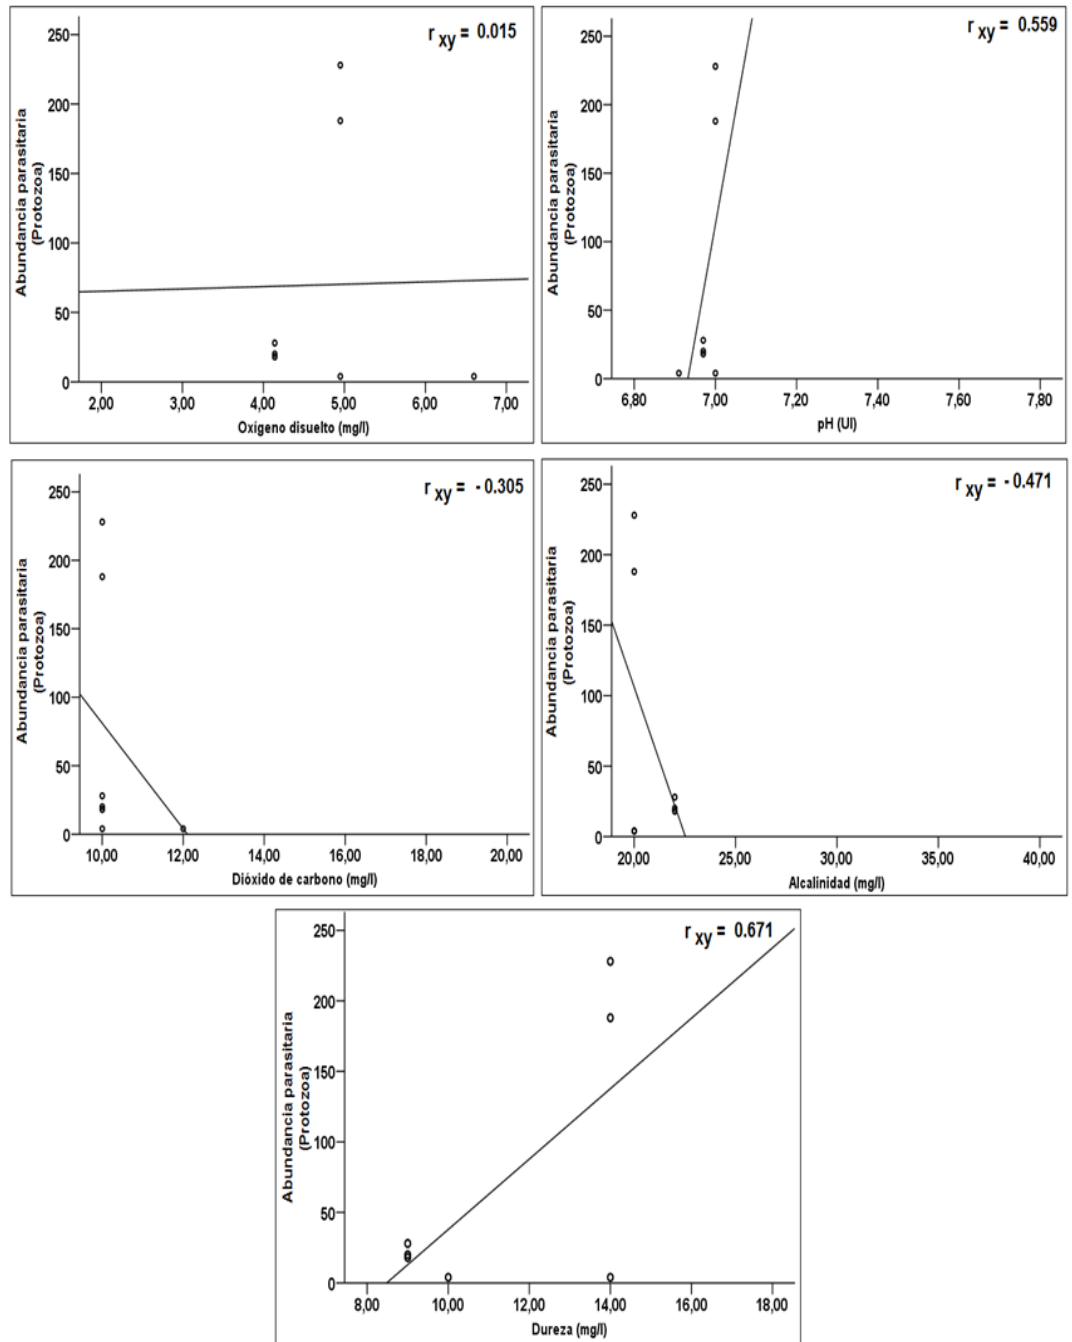 r xy = 0.015
250
200
150
100
50
0
Abundancia parasitaria
(Protozoa)
2,00 3,00 4,00 5,00 6,00 7,00
Oxígeno disuelto (mg/l)
r xy = 0.559
250
200
150
100
50
0
Abundancia parasitaria
(Protozoa)
6,80 7,00 7,20 7,40 7,60 7,80
pH (UI)
r xy = - 0.305
250
200
150
100
50
0
Abundancia parasitaria
(Protozoa)
10,00 12,00 14,00 16,00 18,00 20,00
Dióxido de carbono (mg/l)
r xy = - 0.471
250
200
150
100
50
0
Abundancia parasitaria
(Protozoa)
20,00 25,00 30,00 35,00 40,00
Alcalinidad (mg/l)
r xy = 0.671
250
200
150
100
50
0
Abundancia parasitaria
(Protozoa)
8,00 10,00 12,00 14,00 16,00 18,00
Dureza (mg/l)